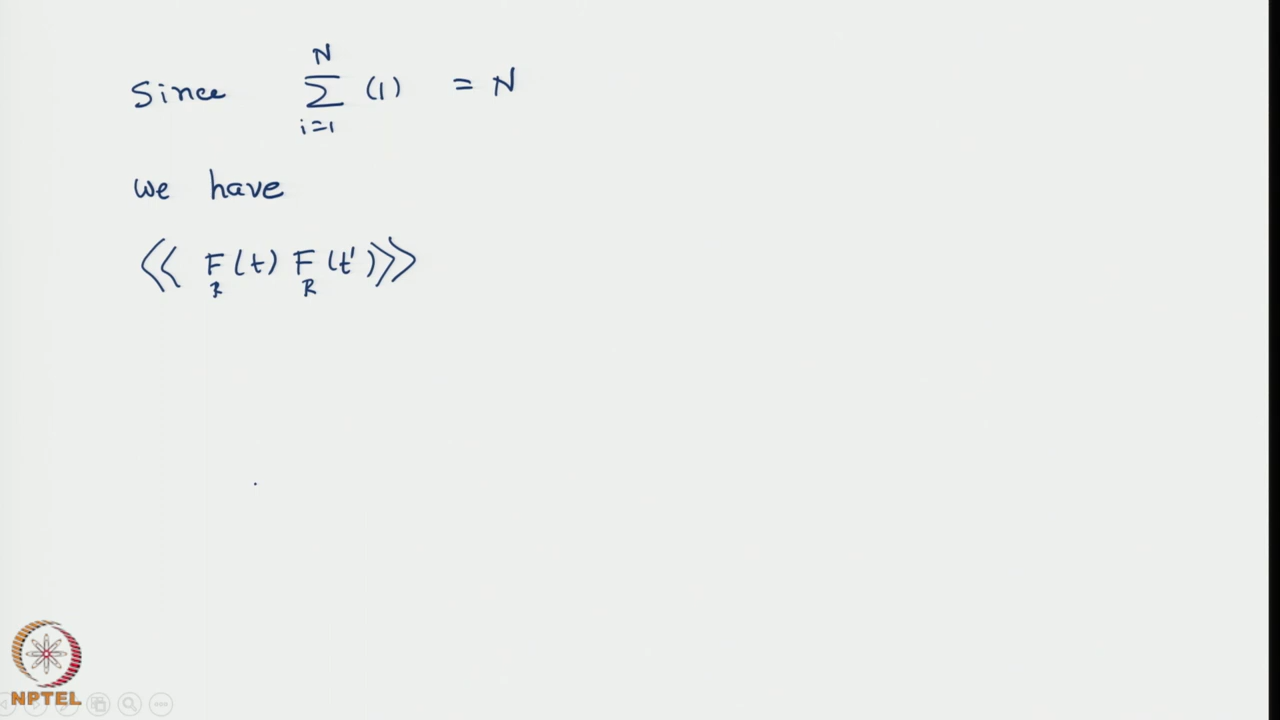 Since N
∑ (1) = N
i=1
we have
⟨⟨ F_R(t) F_R(t') ⟩⟩
NPTEL